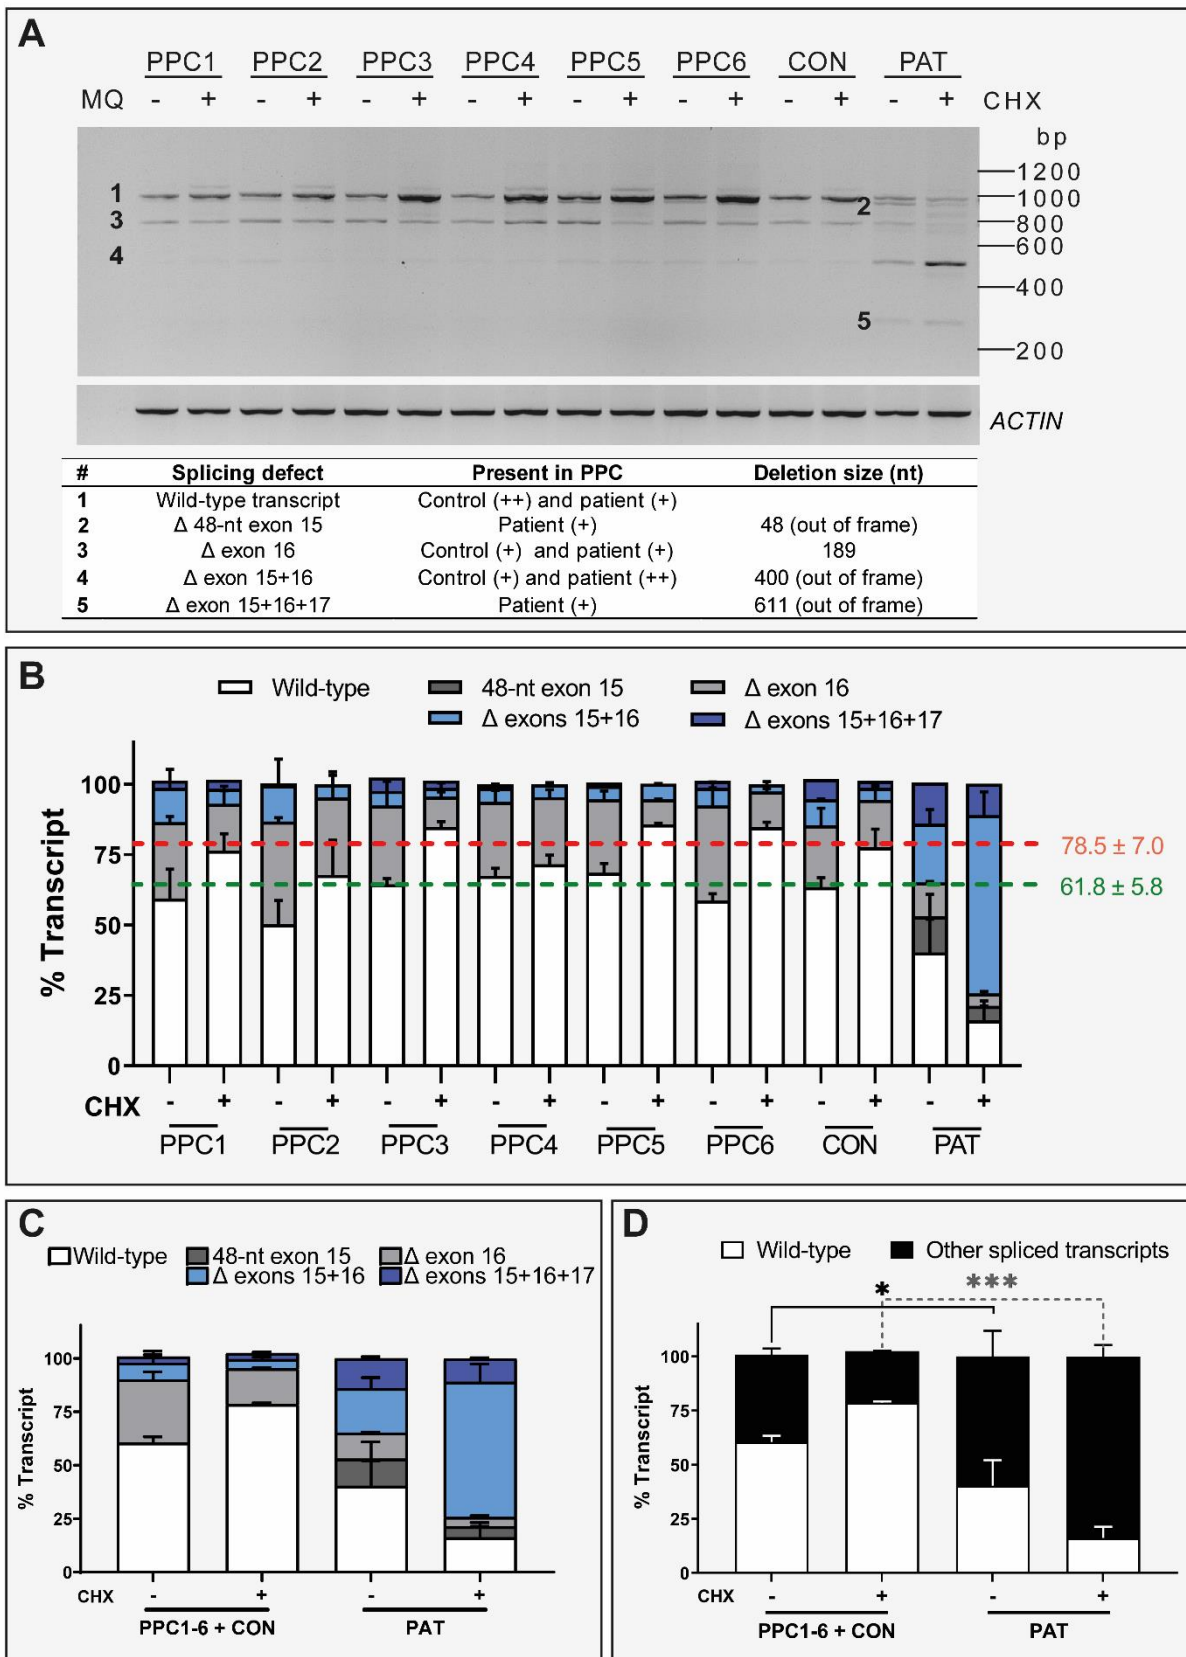 A
PPC1 PPC2 PPC3 PPC4 PPC5 PPC6 CON PAT
MQ - + - + - + - + - + - + - + - + CHX
bp
1200
1 1000
2
3 800
4 600
400
5
200
ACTIN
# Splicing defect Present in PPC Deletion size (nt)
1 Wild-type transcript Control (++) and patient (+)
2 Δ 48-nt exon 15 Patient (+) 48 (out of frame)
3 Δ exon 16 Control (+) and patient (+) 189
4 Δ exon 15+16 Control (+) and patient (++) 400 (out of frame)
5 Δ exon 15+16+17 Patient (+) 611 (out of frame)
B
Wild-type 48-nt exon 15 Δ exon 16
Δ exons 15+16 Δ exons 15+16+17
% Transcript
100
75
50
25
0
78.5 ± 7.0
61.8 ± 5.8
CHX - + - + - + - + - + - + - + - +
PPC1 PPC2 PPC3 PPC4 PPC5 PPC6 CON PAT
C
Wild-type 48-nt exon 15 Δ exon 16
Δ exons 15+16 Δ exons 15+16+17
% Transcript
100
75
50
25
0
CHX - + - +
PPC1-6 + CON PAT
D
Wild-type Other spliced transcripts
* ***
% Transcript
100
75
50
25
0
CHX - + - +
PPC1-6 + CON PAT